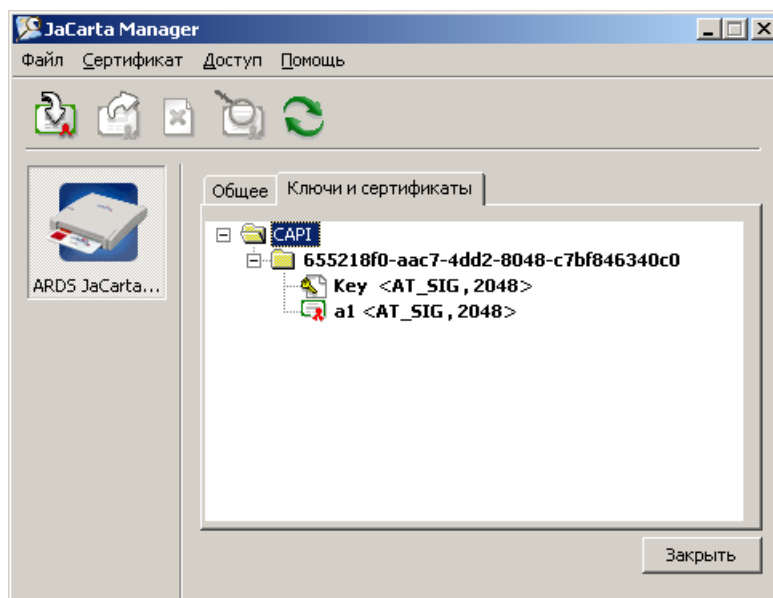 JaCarta Manager
Файл Сертификат Доступ Помощь
ARDS JaCarta...
Общее Ключи и сертификаты
CAPI
655218f0-aac7-4dd2-8048-c7bf846340c0
Key <AT_SIG,2048>
a1 <AT_SIG,2048>
Закрыть